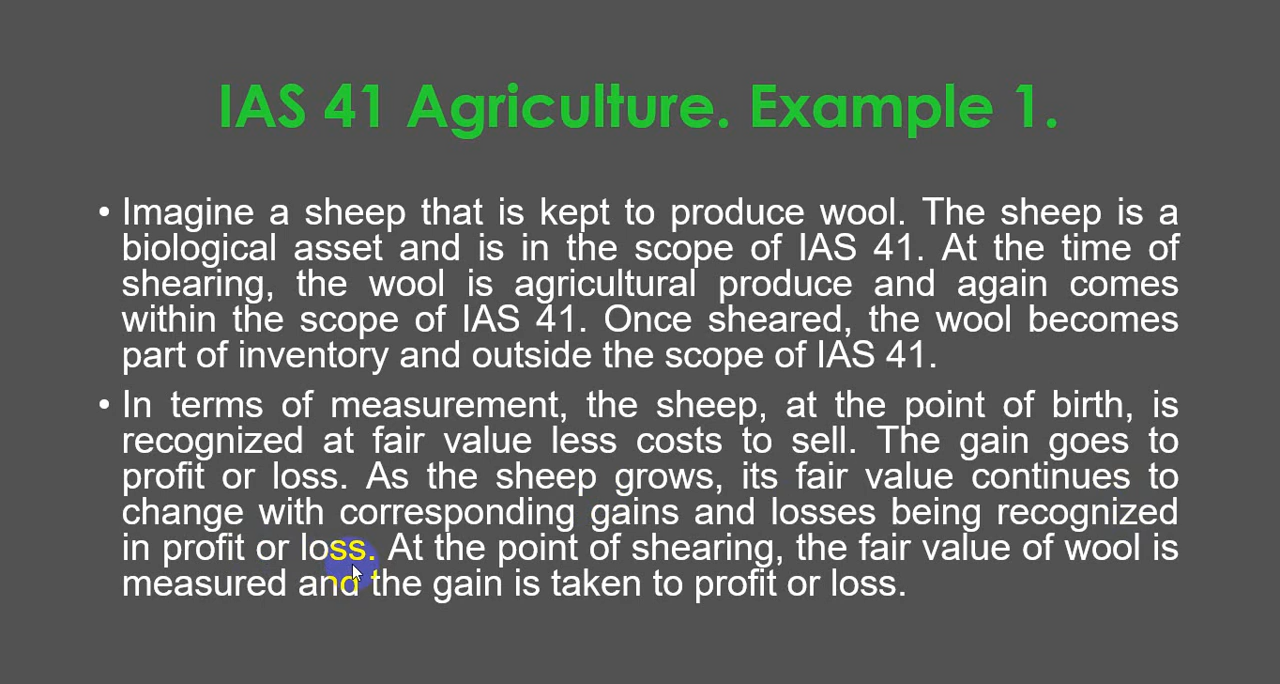 IAS 41 Agriculture. Example 1.
• Imagine a sheep that is kept to produce wool. The sheep is a
biological asset and is in the scope of IAS 41. At the time of
shearing, the wool is agricultural produce and again comes
within the scope of IAS 41. Once sheared, the wool becomes
part of inventory and outside the scope of IAS 41.
• In terms of measurement, the sheep, at the point of birth, is
recognized at fair value less costs to sell. The gain goes to
profit or loss. As the sheep grows, its fair value continues to
change with corresponding gains and losses being recognized
in profit or loss. At the point of shearing, the fair value of wool is
measured and the gain is taken to profit or loss.